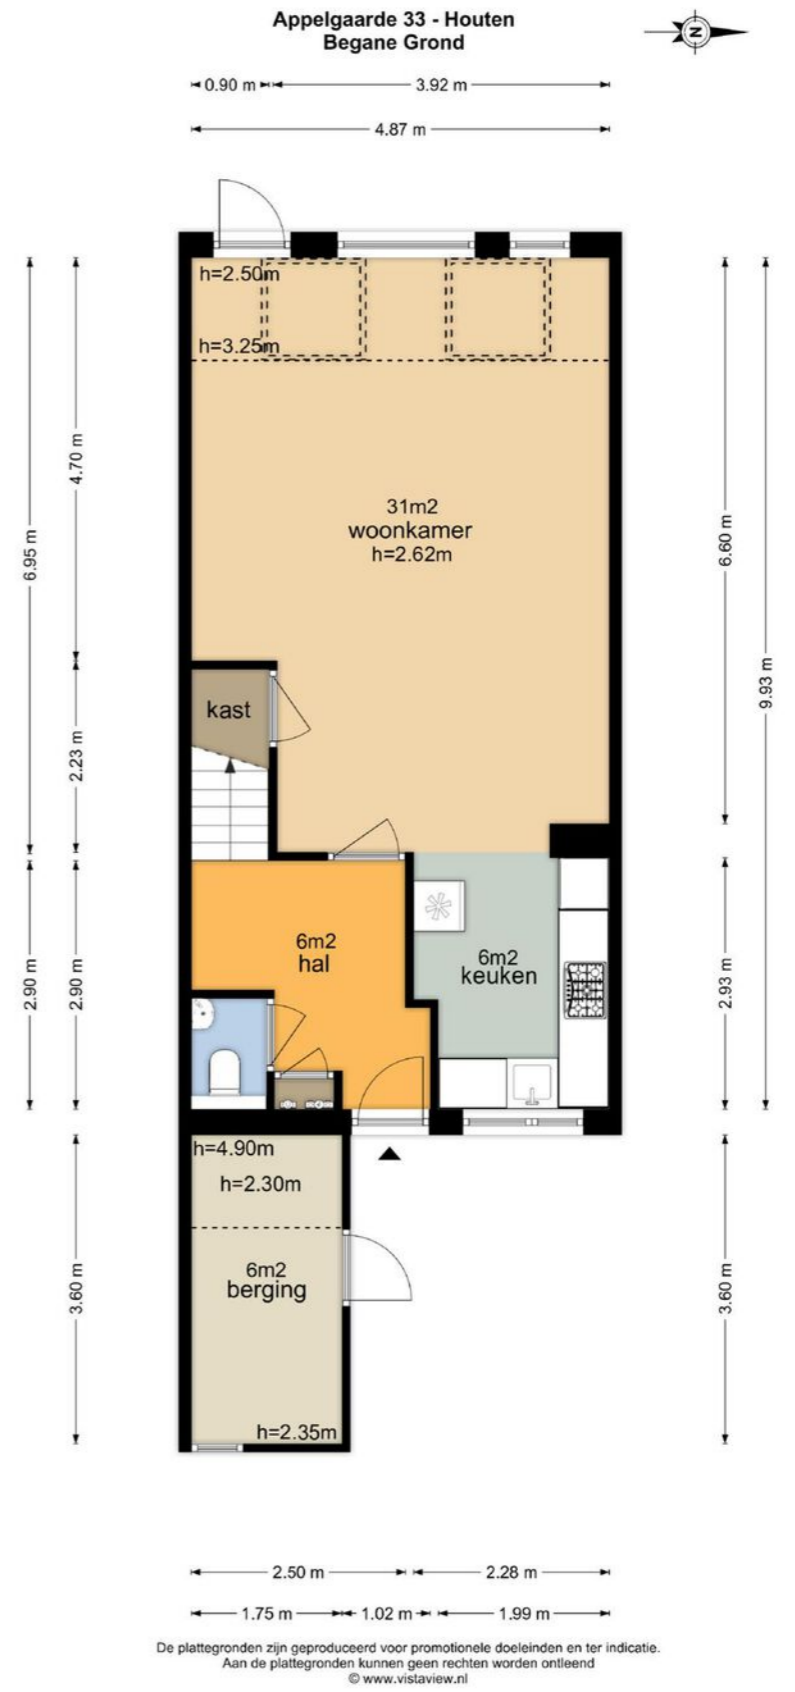 Appelgaarde 33 - Houten
Begane Grond
N
0.90 m
3.92 m
4.87 m
h=2.50m
h=3.25m
4.70 m
6.95 m
31m2
woonkamer
h=2.62m
6.60 m
9.93 m
kast
2.23 m
6m2
hal
6m2
keuken
2.90 m
2.90 m
2.93 m
h=4.90m
h=2.30m
6m2
berging
3.60 m
3.60 m
h=2.35m
2.50 m
2.28 m
1.75 m
1.02 m
1.99 m
De plattegronden zijn geproduceerd voor promotionele doeleinden en ter indicatie.
Aan de plattegronden kunnen geen rechten worden ontleend
© www.vistaview.nl